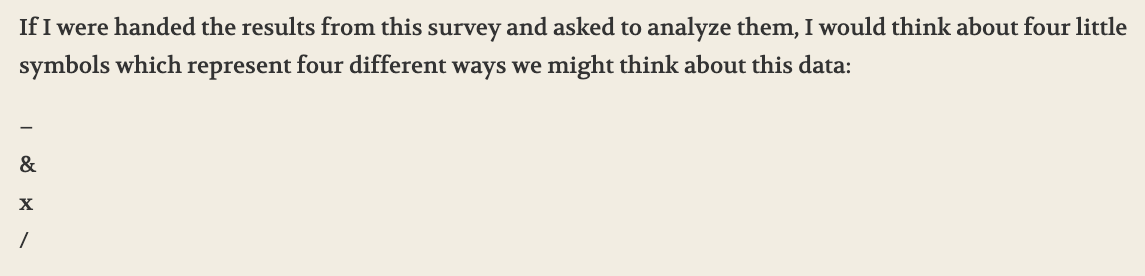 If I were handed the results from this survey and asked to analyze them, I would think about four little
symbols which represent four different ways we might think about this data:
–
&
x
/